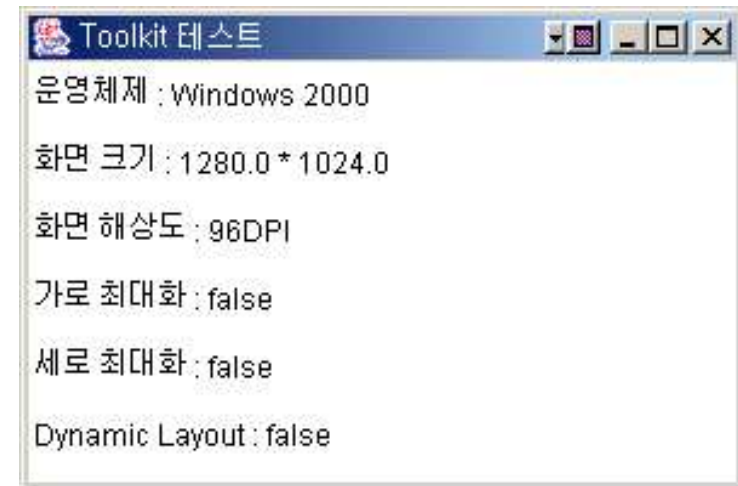 Toolkit 테스트
운영체제 : Windows 2000
화면 크기 : 1280.0 * 1024.0
화면 해상도 : 96DPI
가로 최대화 : false
세로 최대화 : false
Dynamic Layout : false